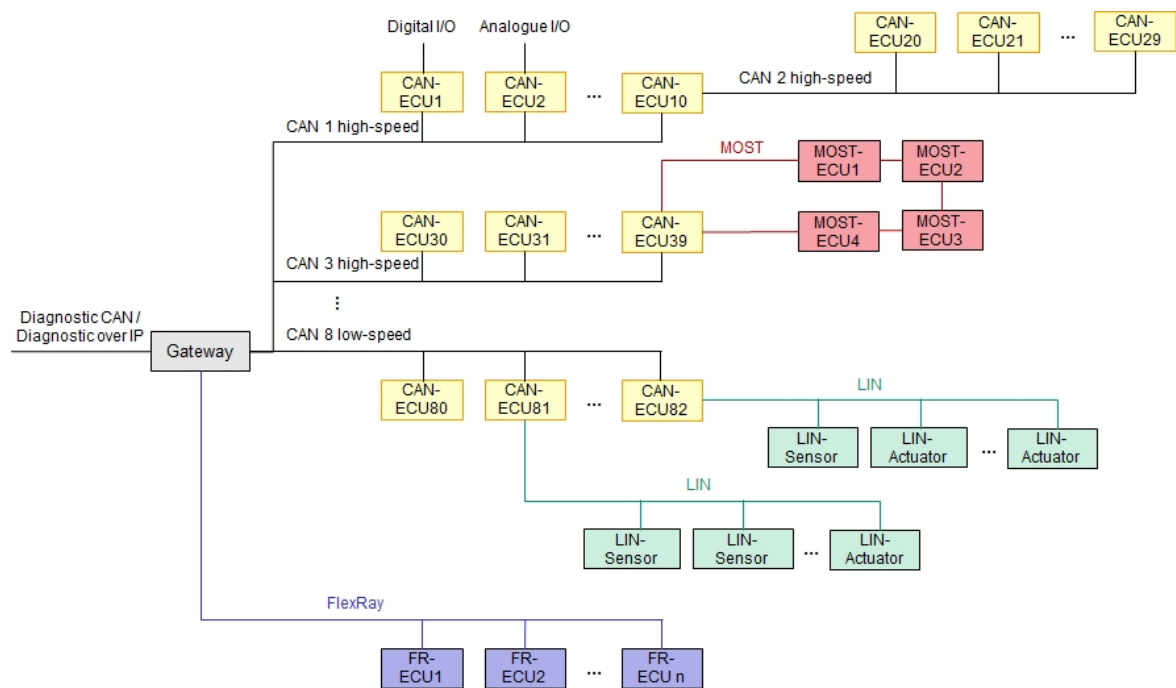 Digital I/O
Analogue I/O
CAN-
ECU20
CAN-
ECU21
...
CAN-
ECU29
CAN-
ECU1
CAN-
ECU2
...
CAN-
ECU10
CAN 2 high-speed
CAN 1 high-speed
MOST
MOST-
ECU1
MOST-
ECU2
CAN-
ECU30
CAN-
ECU31
...
CAN-
ECU39
MOST-
ECU4
MOST-
ECU3
CAN 3 high-speed
...
Diagnostic CAN /
Diagnostic over IP
Gateway
CAN 8 low-speed
CAN-
ECU80
CAN-
ECU81
...
CAN-
ECU82
LIN
LIN-
Sensor
LIN-
Actuator
...
LIN-
Actuator
LIN
LIN-
Sensor
LIN-
Sensor
...
LIN-
Actuator
FlexRay
FR-
ECU1
FR-
ECU2
...
FR-
ECU n